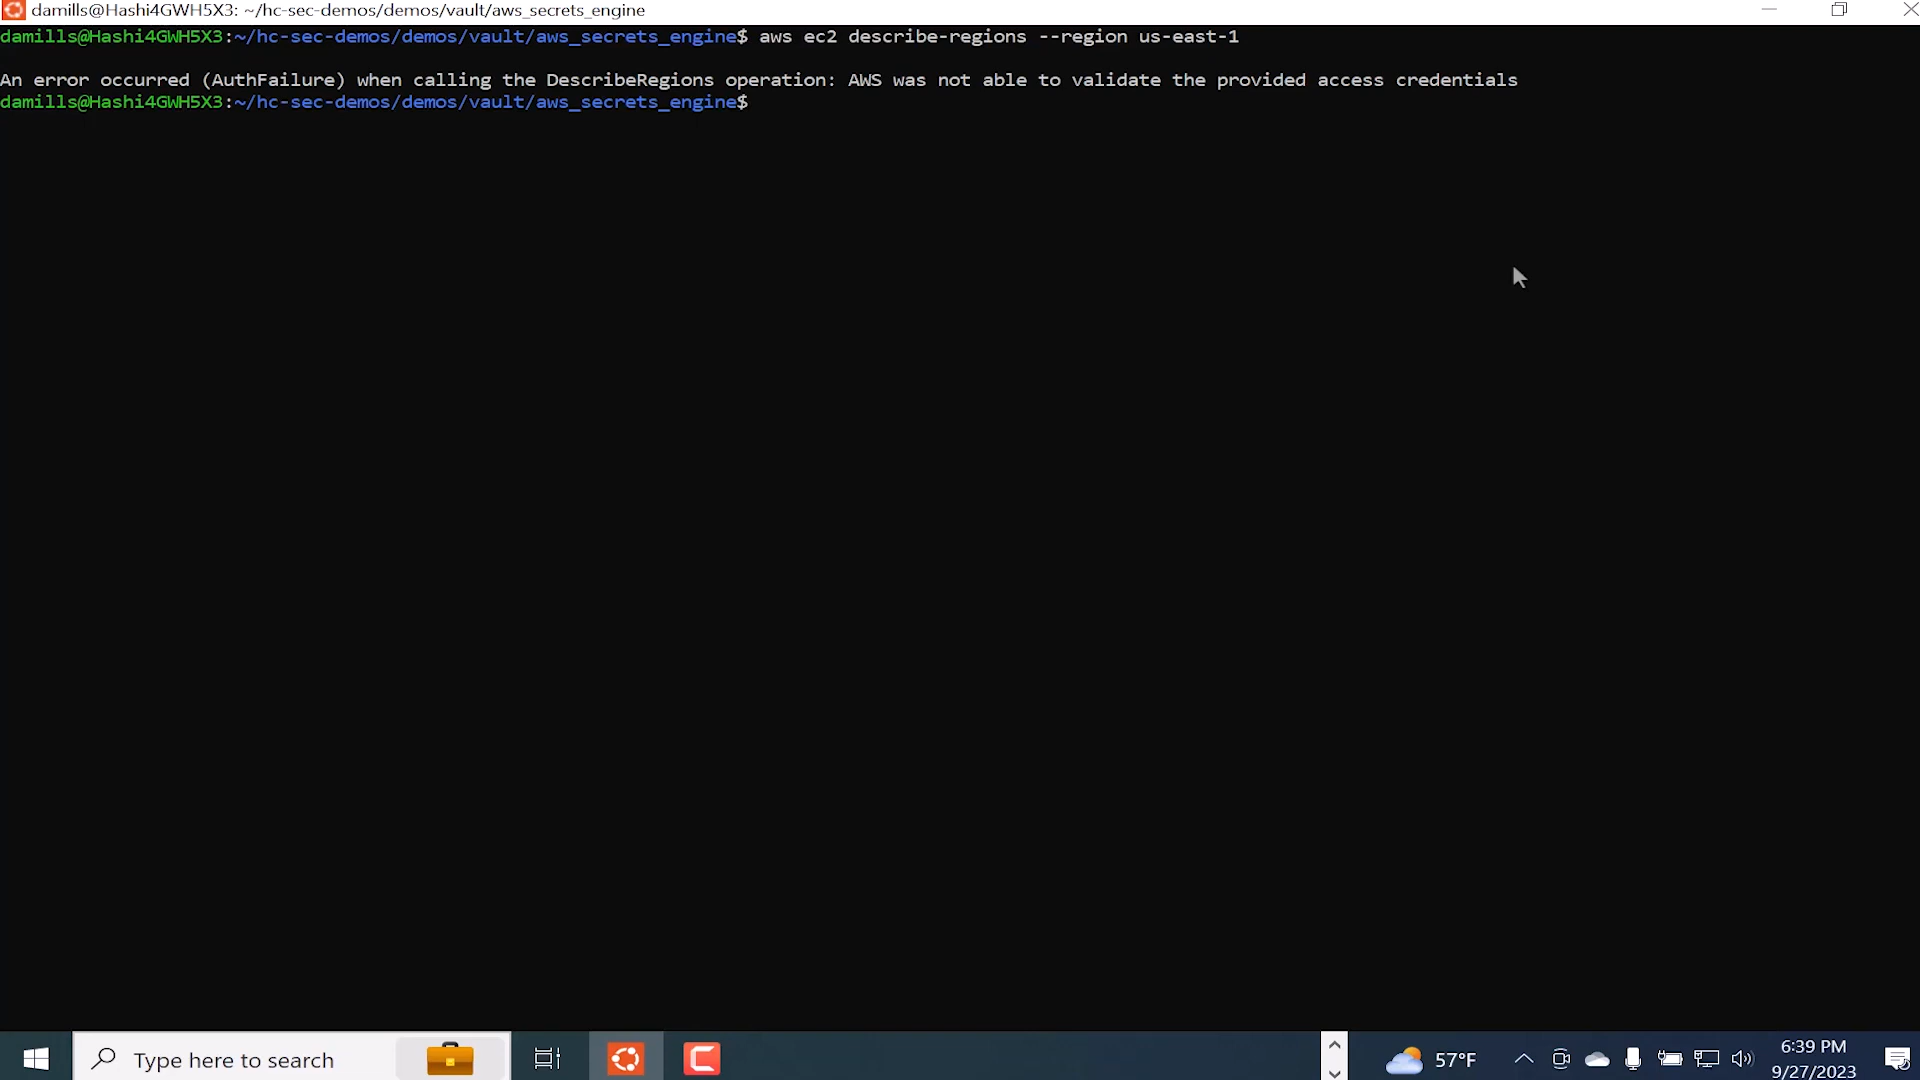 damills@Hashi4GWH5X3: ~/hc-sec-demos/demos/vault/aws_secrets_engine
damills@Hashi4GWH5X3:~/hc-sec-demos/demos/vault/aws_secrets_engine$ aws ec2 describe-regions --region us-east-1
An error occurred (AuthFailure) when calling the DescribeRegions operation: AWS was not able to validate the provided access credentials
damills@Hashi4GWH5X3:~/hc-sec-demos/demos/vault/aws_secrets_engine$
Type here to search
57°F
6:39 PM
9/27/2023